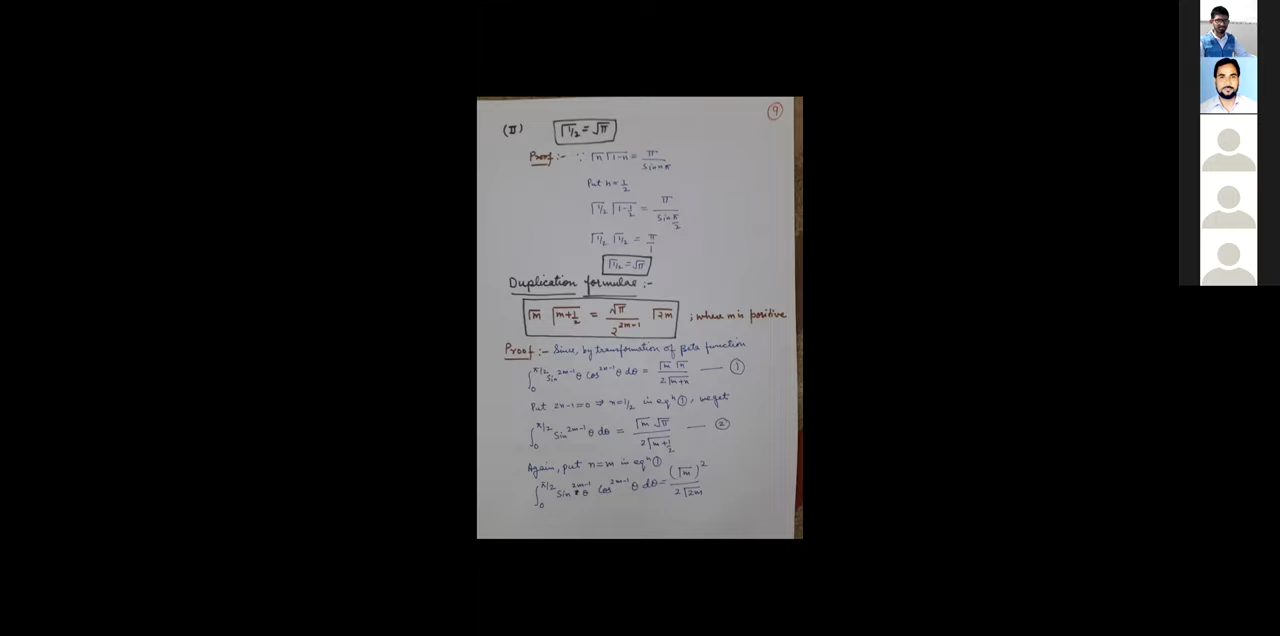 9
(II) Γ1/2 = √π
Proof :- ∵ Γn Γ1-n = π / sin nπ
Put n = 1/2
Γ1/2 Γ1-1/2 = π / sin π/2
Γ1/2 Γ1/2 = π/1
Γ1/2 = √π
Duplication formulae :-
Γm Γm+1/2 = √π / 2^(2m-1) Γ2m ; where m is positive
Proof :- Since, by transformation of Beta function
∫_0^(π/2) Sin^(2m-1) θ Cos^(2n-1) θ dθ = Γm Γn / 2Γm+n —— ①
Put 2n-1=0 ⇒ n=1/2 in eqⁿ ①, we get
∫_0^(π/2) Sin^(2m-1) θ dθ = Γm √π / 2Γm+1/2 —— ②
Again, put n=m in eqⁿ ①
∫_0^(π/2) Sin^(2m-1) θ Cos^(2m-1) θ dθ = (Γm)^2 / 2Γ2m